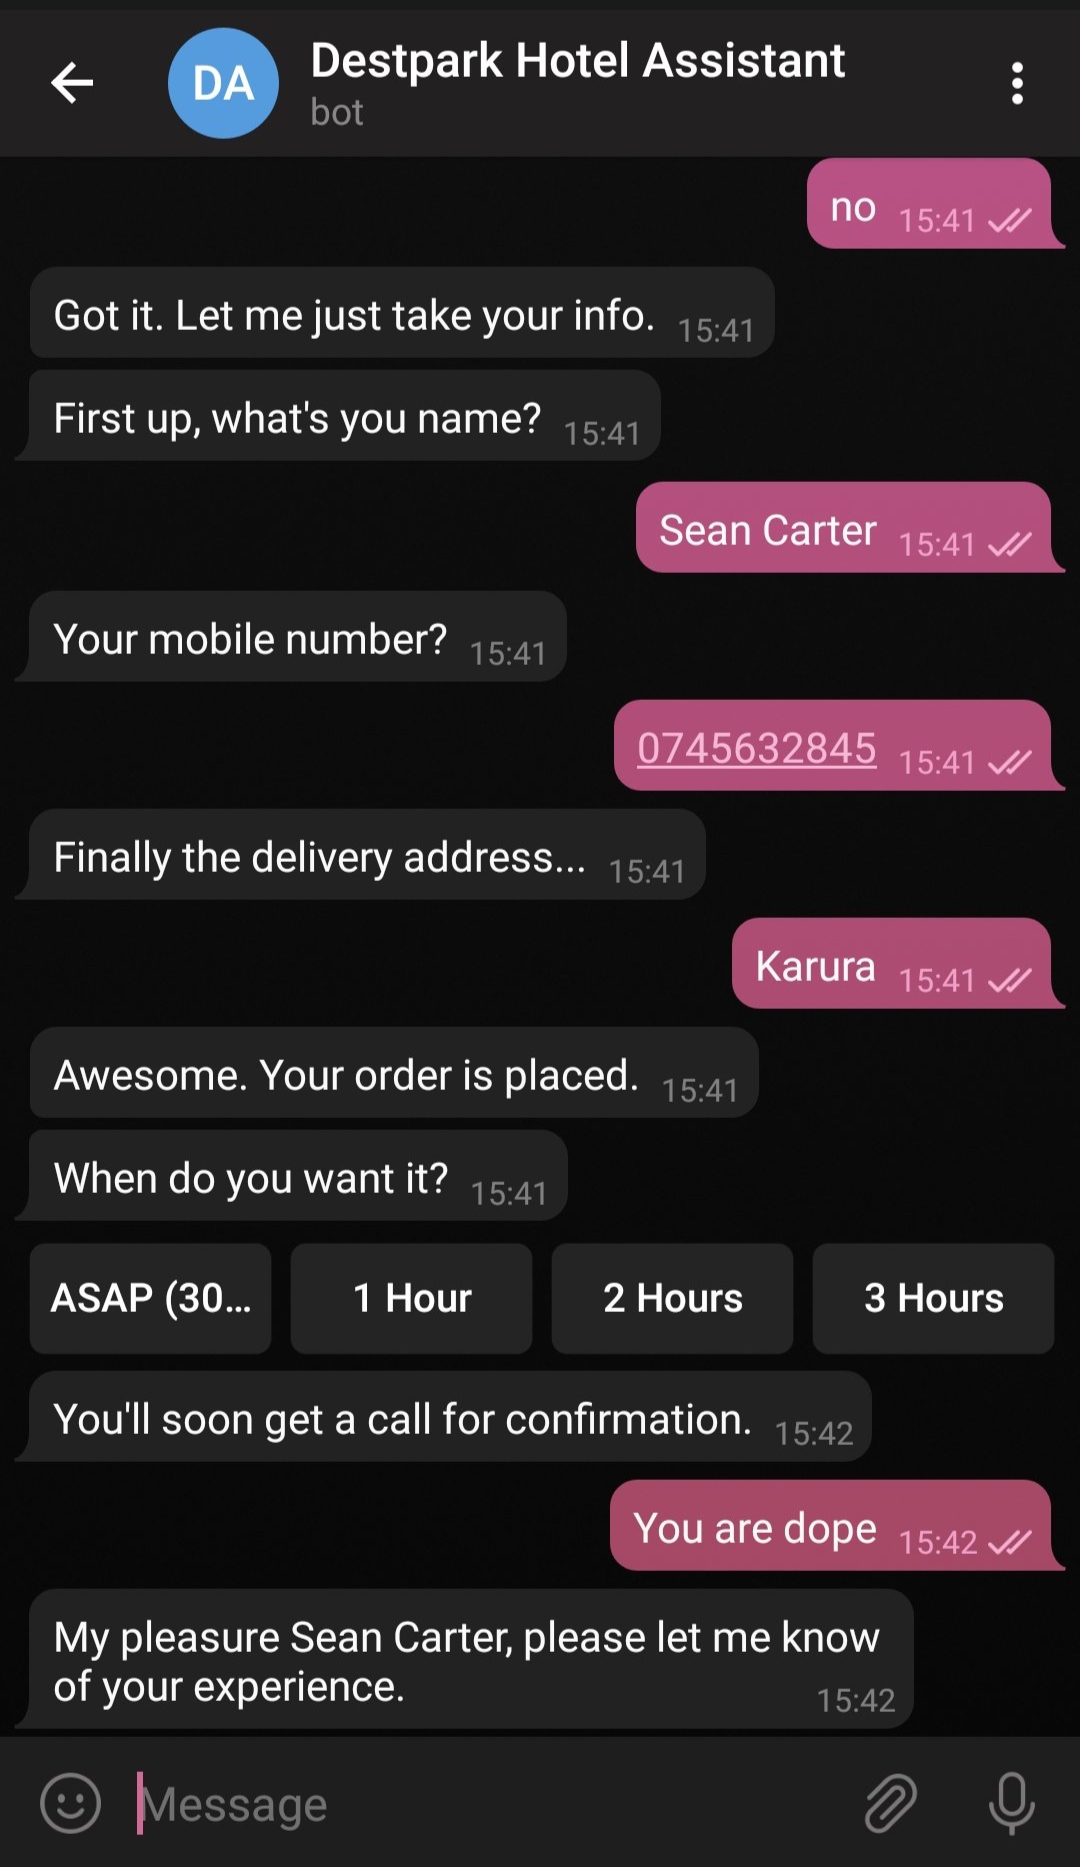 DA
Destpark Hotel Assistant
bot
no 15:41
Got it. Let me just take your info. 15:41
First up, what's you name? 15:41
Sean Carter 15:41
Your mobile number? 15:41
0745632845 15:41
Finally the delivery address... 15:41
Karura 15:41
Awesome. Your order is placed. 15:41
When do you want it? 15:41
ASAP (30... 1 Hour 2 Hours 3 Hours
You'll soon get a call for confirmation. 15:42
You are dope 15:42
My pleasure Sean Carter, please let me know
of your experience. 15:42
Message